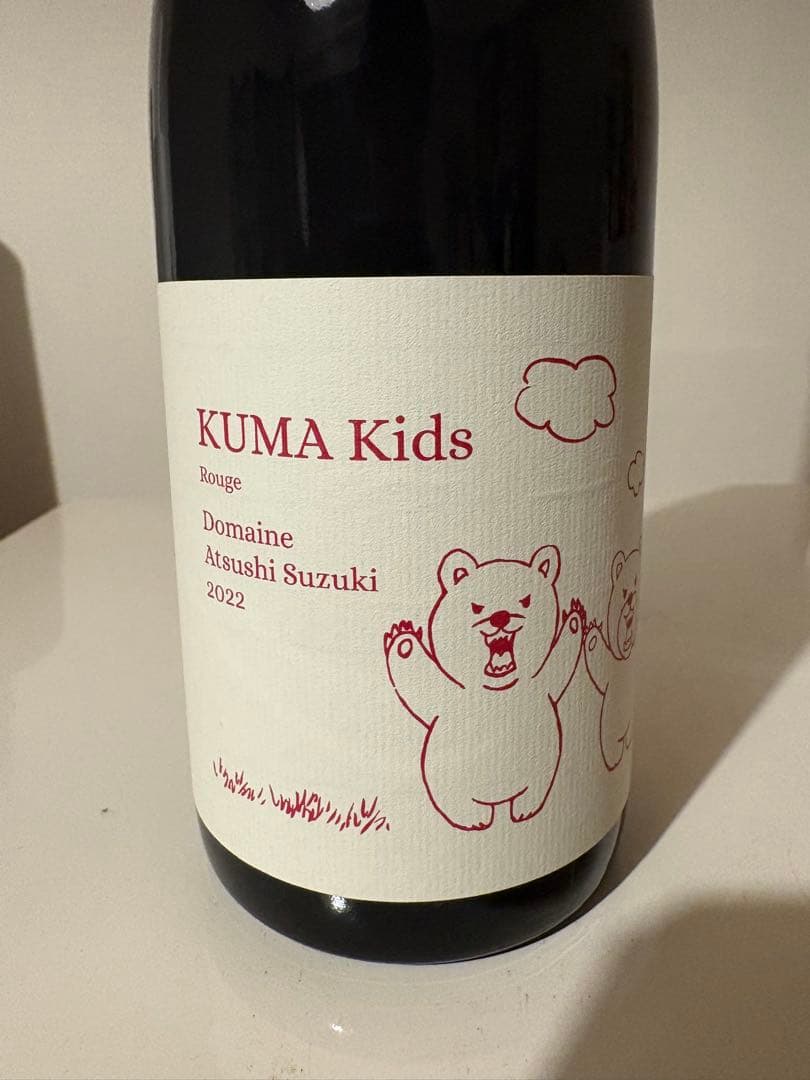 KUMA Kids
Rouge
Domaine
Atsushi Suzuki
2022